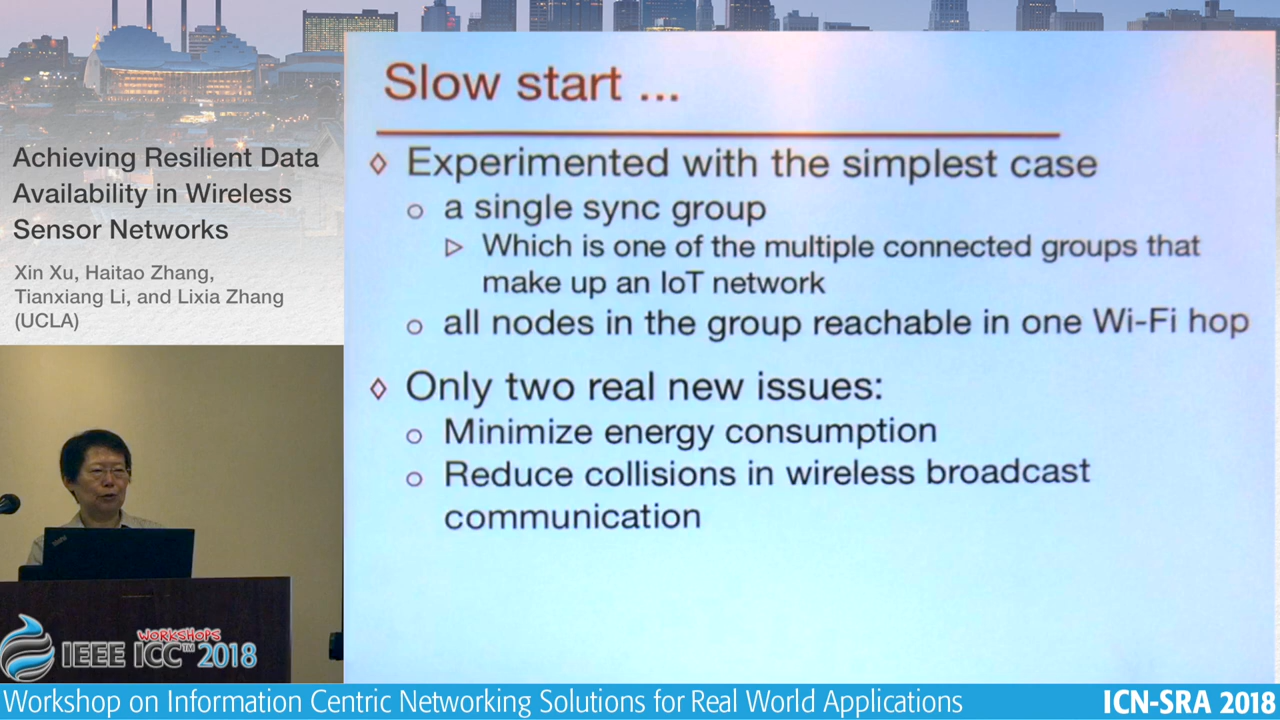 Achieving Resilient Data
Availability in Wireless
Sensor Networks
Xin Xu, Haitao Zhang,
Tianxiang Li, and Lixia Zhang
(UCLA)
Slow start ...
Experimented with the simplest case
a single sync group
Which is one of the multiple connected groups that
make up an IoT network
all nodes in the group reachable in one Wi-Fi hop
Only two real new issues:
Minimize energy consumption
Reduce collisions in wireless broadcast
communication
WORKSHOPS
IEEE ICC™ 2018
Workshop on Information Centric Networking Solutions for Real World Applications
ICN-SRA 2018